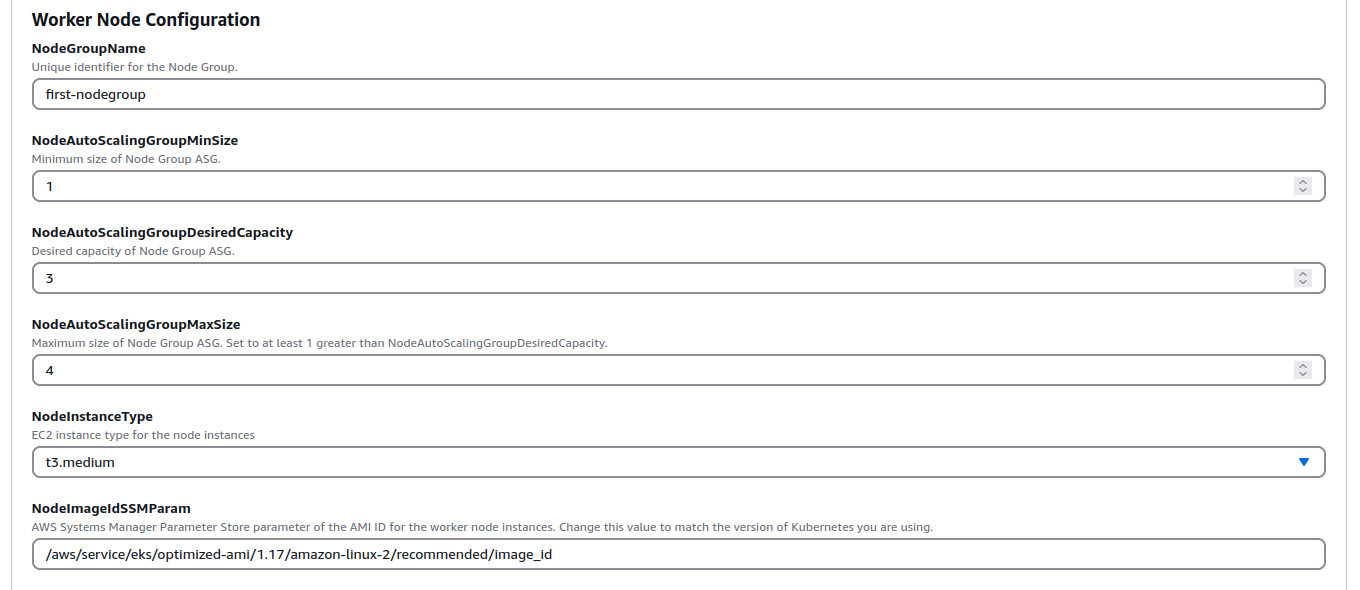 Worker Node Configuration
NodeGroupName
Unique identifier for the Node Group.
first-nodegroup
NodeAutoScalingGroupMinSize
Minimum size of Node Group ASG.
1
NodeAutoScalingGroupDesiredCapacity
Desired capacity of Node Group ASG.
3
NodeAutoScalingGroupMaxSize
Maximum size of Node Group ASG. Set to at least 1 greater than NodeAutoScalingGroupDesiredCapacity.
4
NodeInstanceType
EC2 instance type for the node instances
t3.medium
NodeImageIdSSMParam
AWS Systems Manager Parameter Store parameter of the AMI ID for the worker node instances. Change this value to match the version of Kubernetes you are using.
/aws/service/eks/optimized-ami/1.17/amazon-linux-2/recommended/image_id